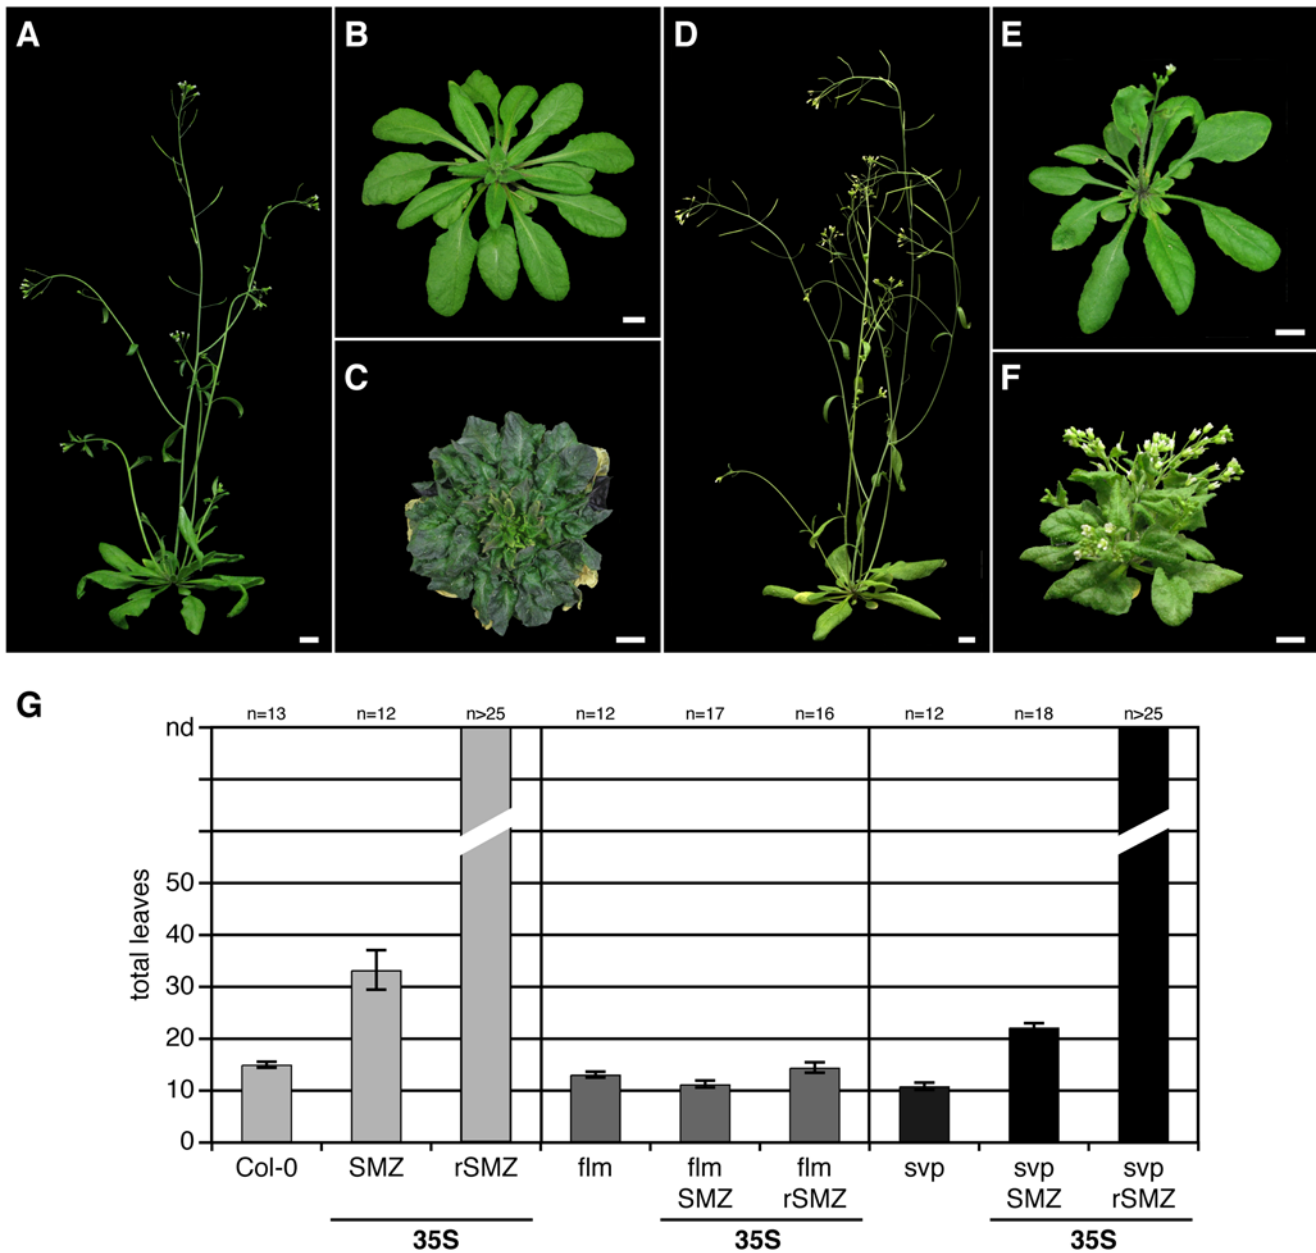 A
B
C
D
E
F
G
n=13 n=12 n>25 n=12 n=17 n=16 n=12 n=18 n>25
nd
50
40
30
20
10
0
total leaves
Col-0 SMZ rSMZ flm flm flm svp svp svp
SMZ rSMZ SMZ rSMZ
35S 35S 35S